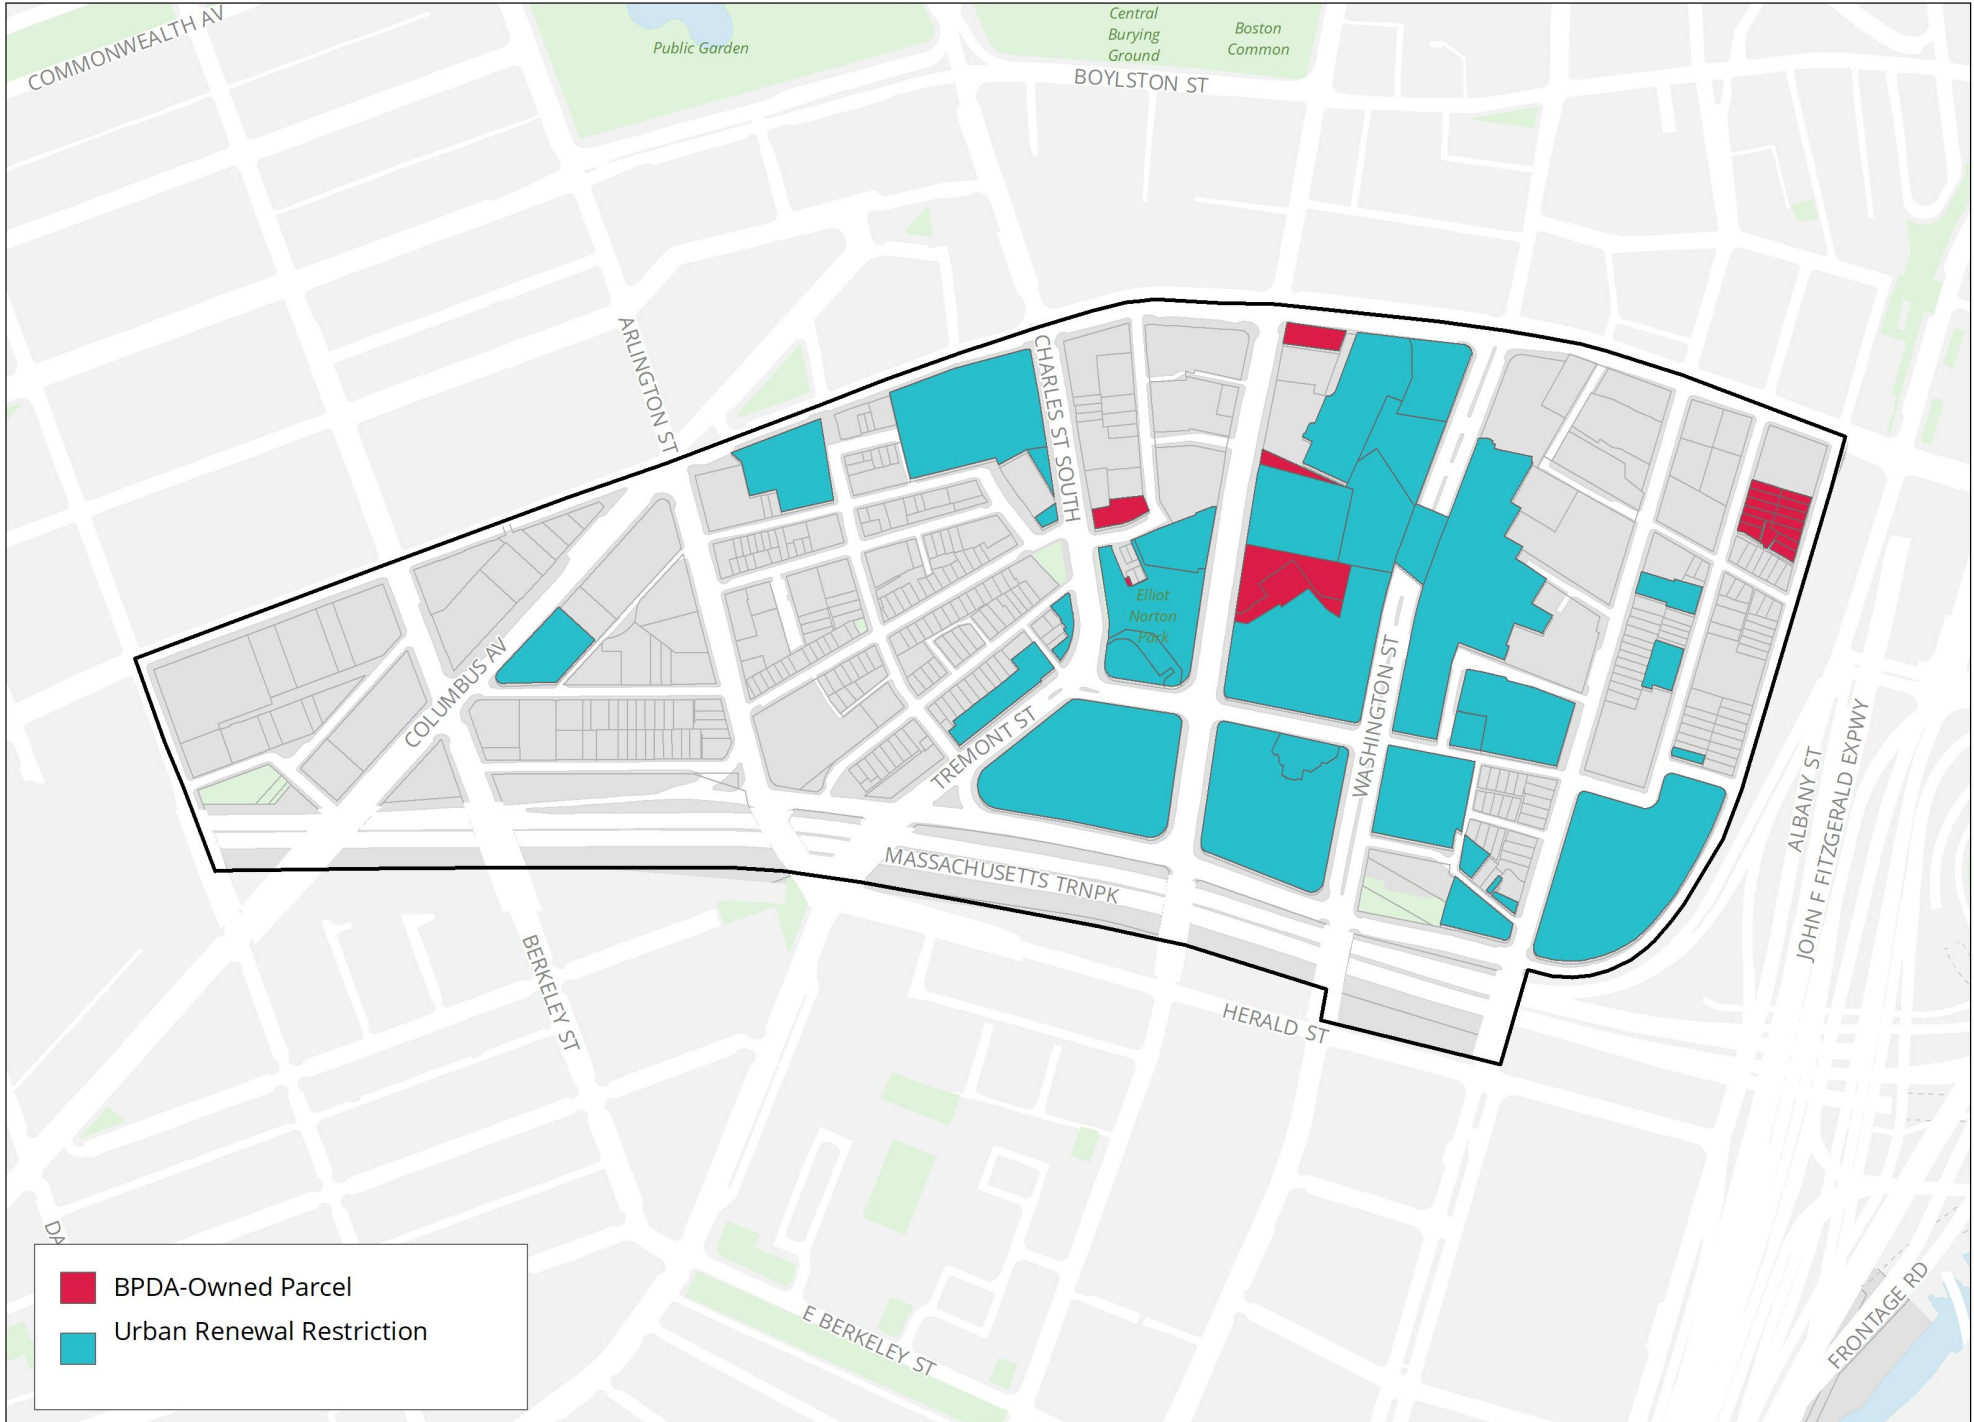 COMMONWEALTH AV
Public Garden
Central
Burying
Ground
Boston
Common
BOYLSTON ST
ARLINGTON ST
CHARLES ST SOUTH
Elliot
Norton
Park
COLUMBUS AV
TREMONT ST
WASHINGTON ST
MASSACHUSETTS TRNPK
ALBANY ST
JOHN F FITZGERALD EXPWY
BERKELEY ST
HERALD ST
DA
E BERKELEY ST
FRONTAGE RD
BPDA-Owned Parcel
Urban Renewal Restriction